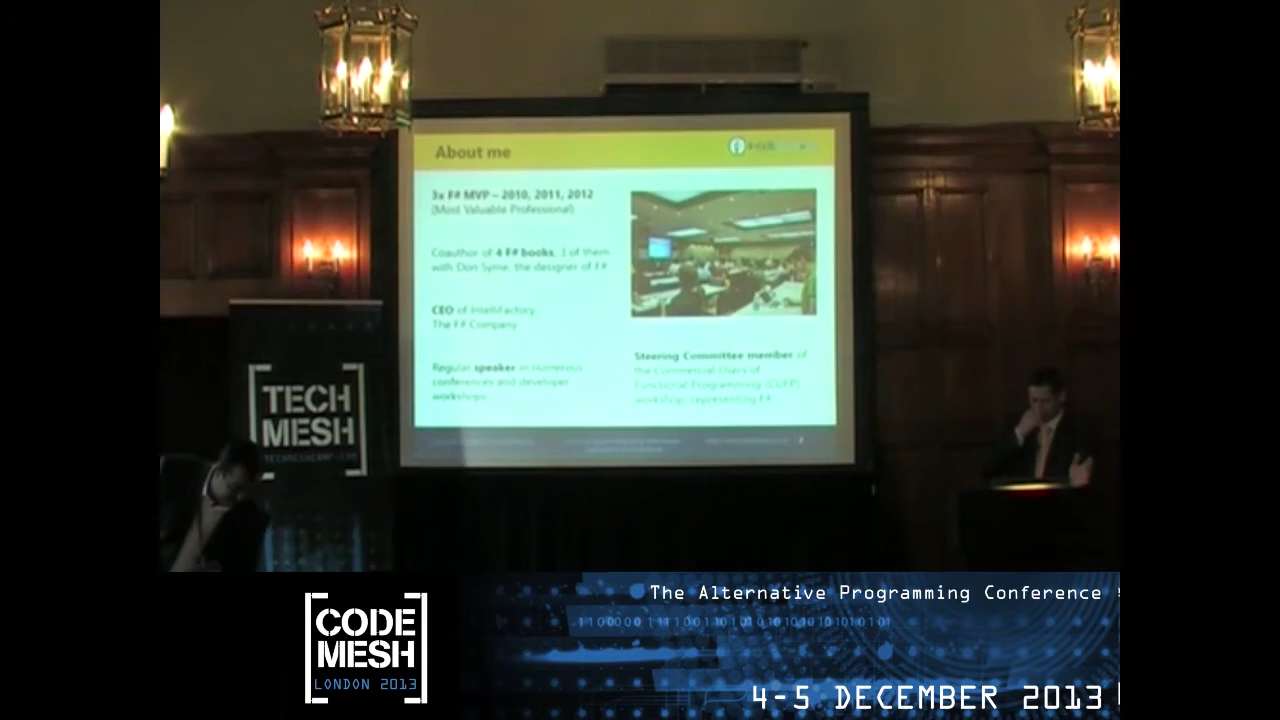 About me
3x F# MVP – 2010, 2011, 2012
(Most Valuable Professional)
Coauthor of 4 F# books, 3 of them
with Don Syme, the designer of F#
CEO of IntelliFactory,
The F# Company
Regular speaker in numerous
conferences and developer
workshops
Steering Committee member of
the Commercial Users of
Functional Programming (CUFP)
workshop, representing F#
TECH
MESH
TECHMESHCONF.COM
CODE
MESH
LONDON 2013
The Alternative Programming Conference
4-5 DECEMBER 2013